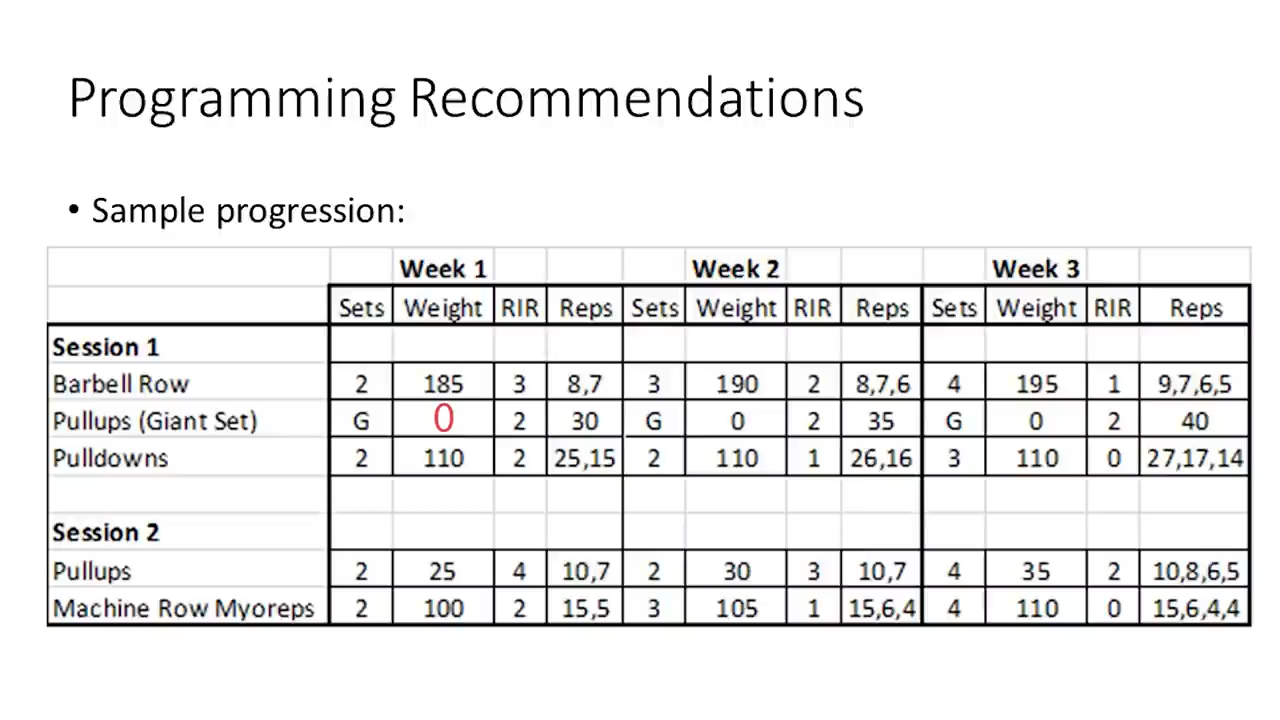 Programming Recommendations
• Sample progression:
Week 1 Week 2 Week 3
Sets Weight RIR Reps Sets Weight RIR Reps Sets Weight RIR Reps
Session 1
Barbell Row 2 185 3 8,7 3 190 2 8,7,6 4 195 1 9,7,6,5
Pullups (Giant Set) G 0 2 30 G 0 2 35 G 0 2 40
Pulldowns 2 110 2 25,15 2 110 1 26,16 3 110 0 27,17,14
Session 2
Pullups 2 25 4 10,7 2 30 3 10,7 4 35 2 10,8,6,5
Machine Row Myoreps 2 100 2 15,5 3 105 1 15,6,4 4 110 0 15,6,4,4